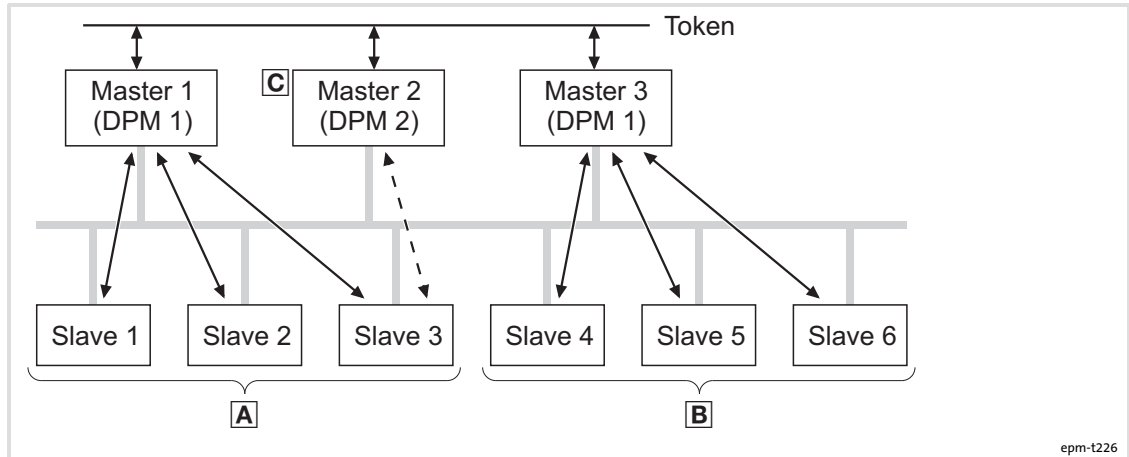 Token
C
Master 1
(DPM 1)
Master 2
(DPM 2)
Master 3
(DPM 1)
Slave 1
Slave 2
Slave 3
Slave 4
Slave 5
Slave 6
A
B
epm-t226